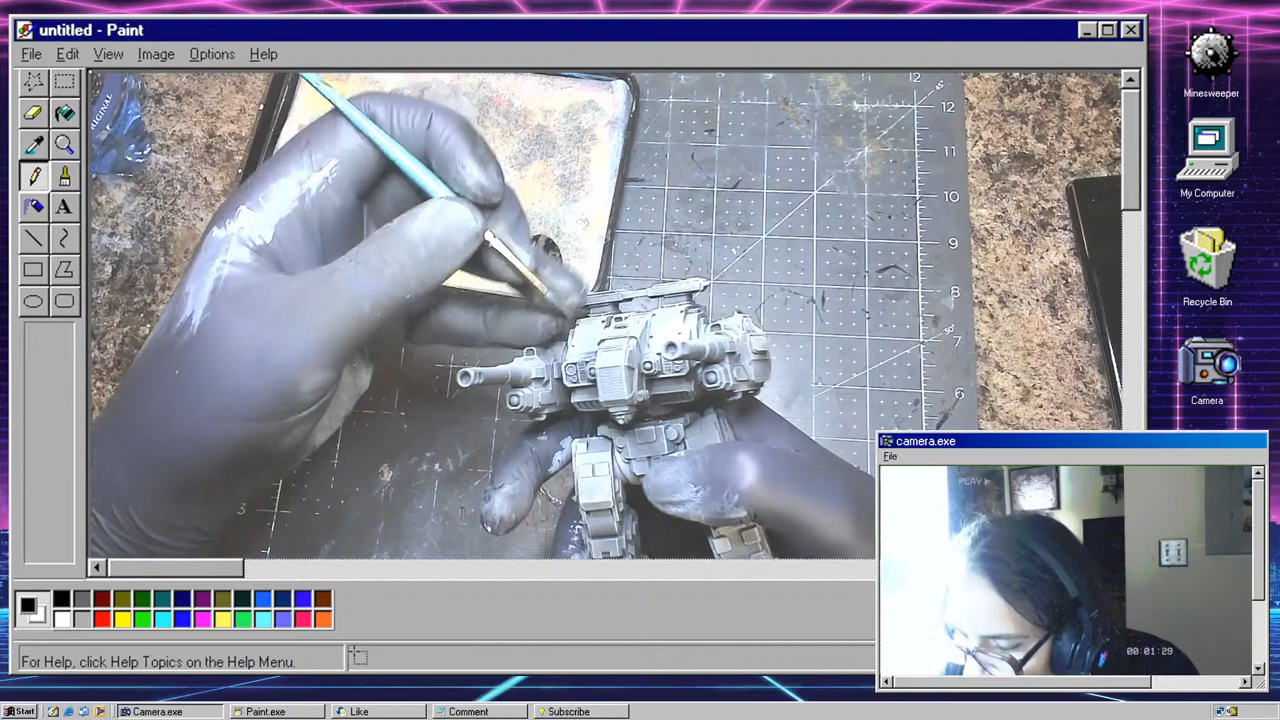 untitled - Paint
File Edit View Image Options Help
ORIGINAL
12
12
11
10
9
8
7
6
3
Minesweeper
My Computer
Recycle Bin
Camera
camera.exe
File
PLAY
00:01:29
For Help, click Help Topics on the Help Menu.
Start Camera.exe Paint.exe Like Comment Subscribe